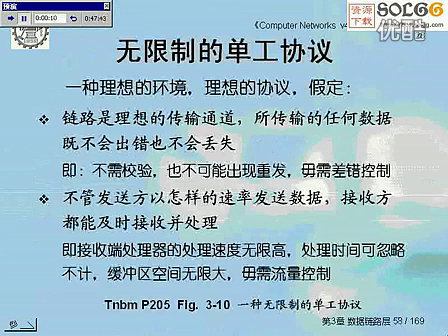 预演
0:00:10
0:47:43
《Computer Networks v4
资源下载
SOL66
优酷
无限制的单工协议
一种理想的环境，理想的协议，假定：
❖ 链路是理想的传输通道，所传输的任何数据
既不会出错也不会丢失
即：不需校验，也不可能出现重发，毋需差错控制
❖ 不管发送方以怎样的速率发送数据，接收方
都能及时接收并处理
即接收端处理器的处理速度无限高，处理时间可忽略
不计，缓冲区空间无限大，毋需流量控制
Tnbm P205 Fig. 3-10 一种无限制的单工协议
第3章 数据链路层 53 / 169